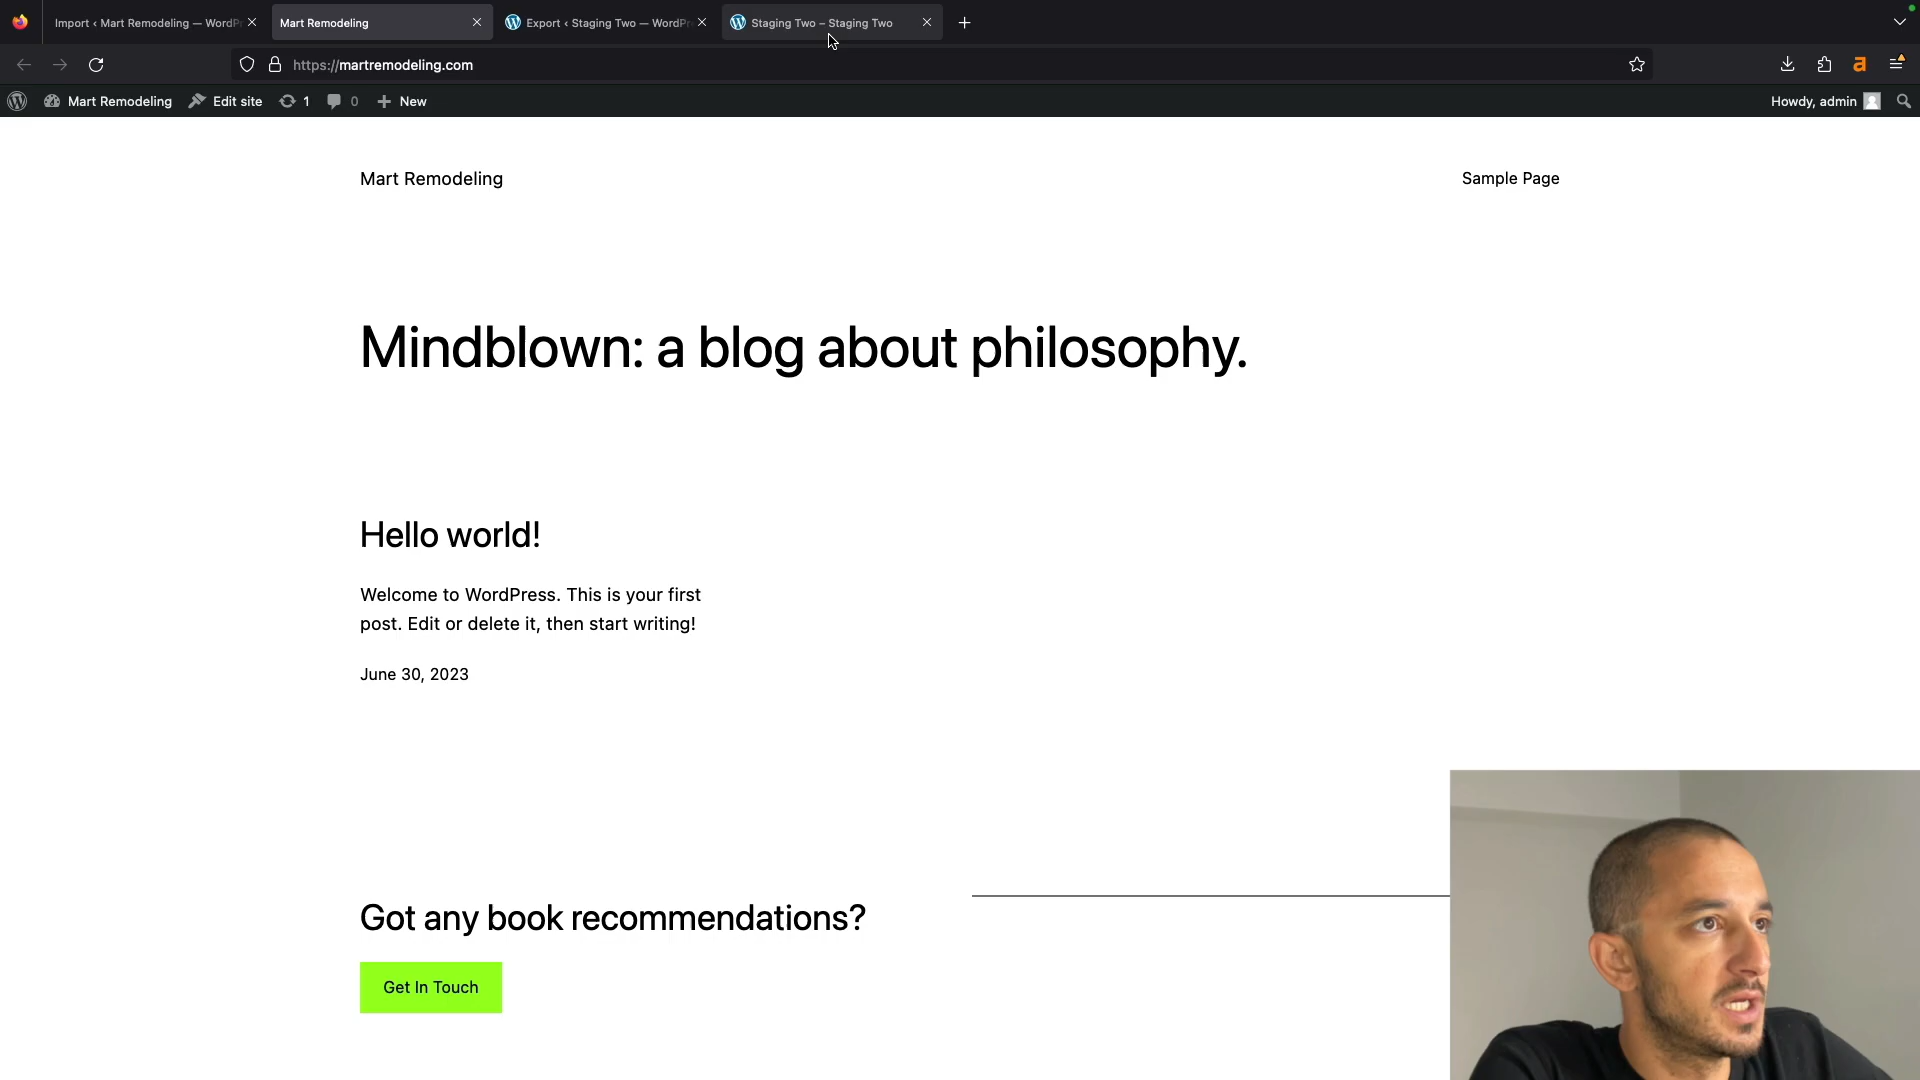 Import ‹ Mart Remodeling — WordP
Mart Remodeling
Export ‹ Staging Two — WordPr
Staging Two – Staging Two
https://martremodeling.com
Mart Remodeling
Edit site
1
0
New
Howdy, admin
Mart Remodeling
Sample Page
Mindblown: a blog about philosophy.
Hello world!
Welcome to WordPress. This is your first
post. Edit or delete it, then start writing!
June 30, 2023
Got any book recommendations?
Get In Touch